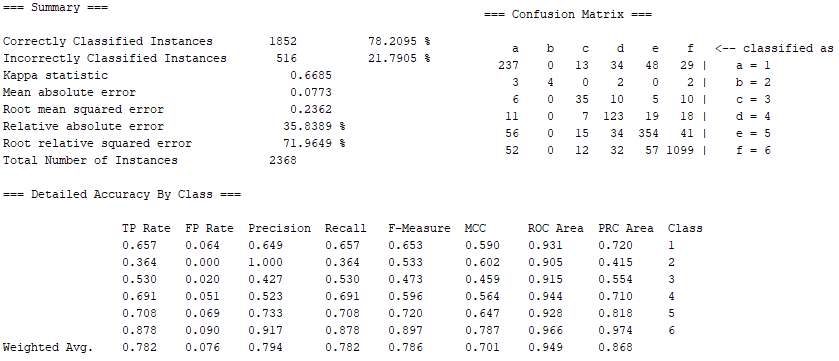 === Summary ===
Correctly Classified Instances 1852 78.2095 %
Incorrectly Classified Instances 516 21.7905 %
Kappa statistic 0.6685
Mean absolute error 0.0773
Root mean squared error 0.2362
Relative absolute error 35.8389 %
Root relative squared error 71.9649 %
Total Number of Instances 2368
=== Confusion Matrix ===
a b c d e f <-- classified as
237 0 13 34 48 29 | a = 1
3 4 0 2 0 2 | b = 2
6 0 35 10 5 10 | c = 3
11 0 7 123 19 18 | d = 4
56 0 15 34 354 41 | e = 5
52 0 12 32 57 1099 | f = 6
=== Detailed Accuracy By Class ===
TP Rate FP Rate Precision Recall F-Measure MCC ROC Area PRC Area Class
0.657 0.064 0.649 0.657 0.653 0.590 0.931 0.720 1
0.364 0.000 1.000 0.364 0.533 0.602 0.905 0.415 2
0.530 0.020 0.427 0.530 0.473 0.459 0.915 0.554 3
0.691 0.051 0.523 0.691 0.596 0.564 0.944 0.710 4
0.708 0.069 0.733 0.708 0.720 0.647 0.928 0.818 5
0.878 0.090 0.917 0.878 0.897 0.787 0.966 0.974 6
Weighted Avg. 0.782 0.076 0.794 0.782 0.786 0.701 0.949 0.868